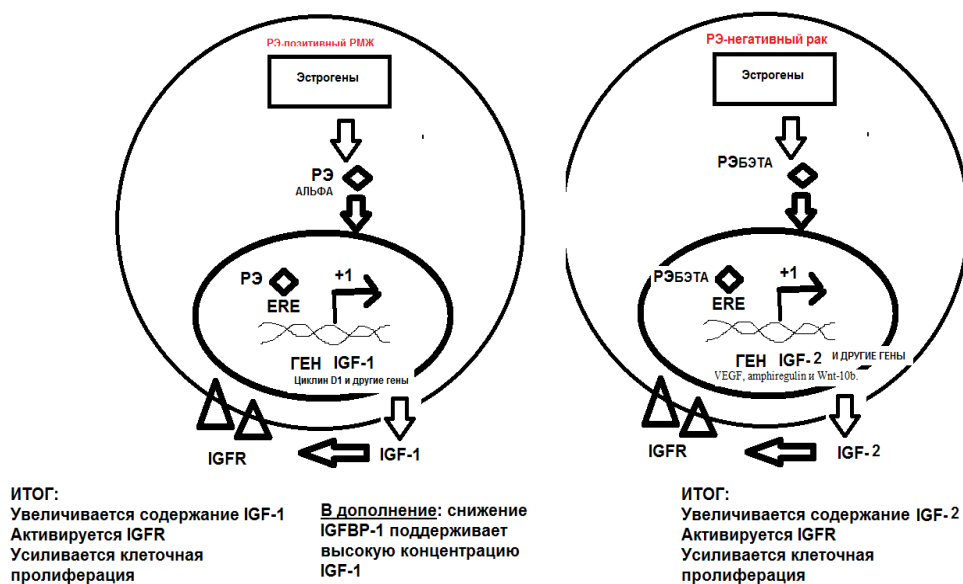 РЭ-позитивный РМЖ
Эстрогены
РЭ
АЛЬФА
РЭ
+1
ERE
ГЕН IGF-1
Циклин D1 и другие гены
IGFR
IGF-1
ИТОГ:
Увеличивается содержание IGF-1
Активируется IGFR
Усиливается клеточная
пролиферация
В дополнение: снижение
IGFBP-1 поддерживает
высокую концентрацию
IGF-1
РЭ-негативный рак
Эстрогены
РЭБЭТА
РЭБЭТА
+1
ERE
ГЕН IGF-2 И ДРУГИЕ ГЕНЫ
VEGF, amphiregulin и Wnt-10b.
IGFR
IGF-2
ИТОГ:
Увеличивается содержание IGF-2
Активируется IGFR
Усиливается клеточная
пролиферация